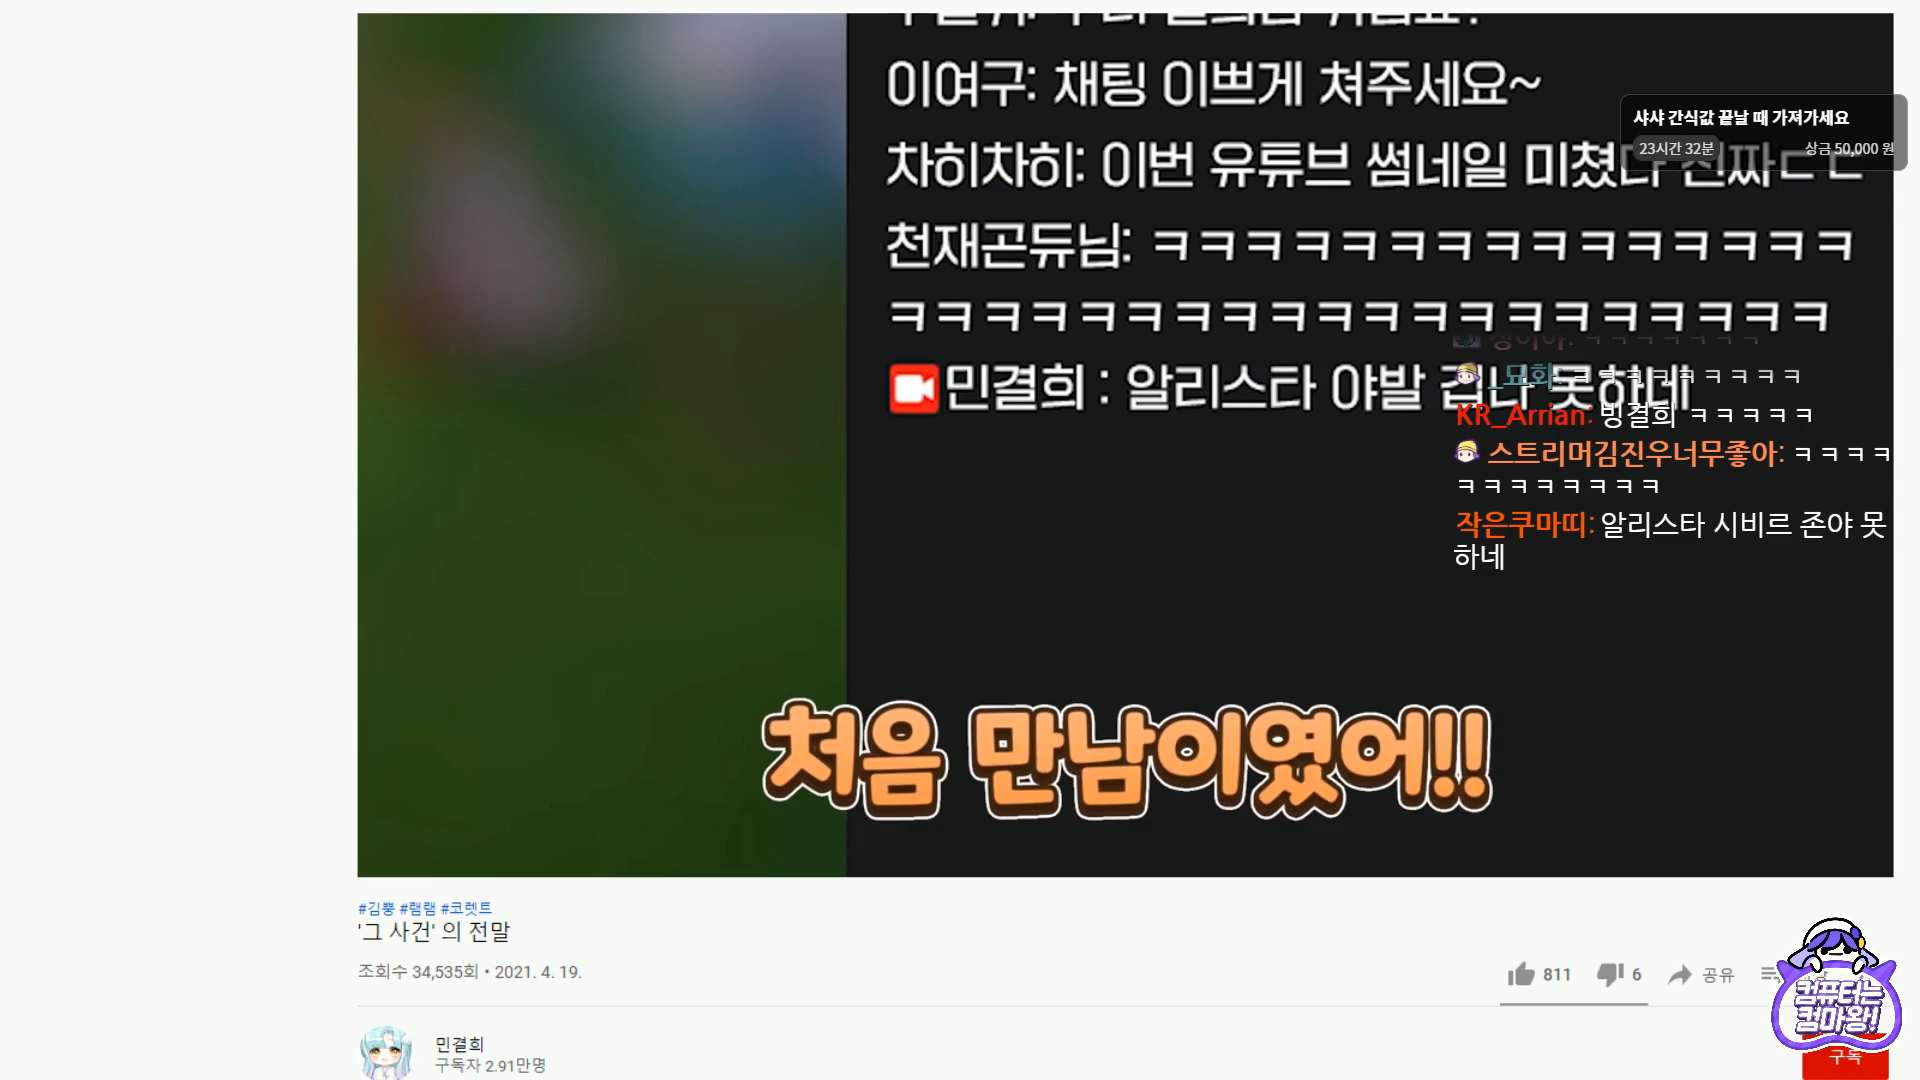 이여구: 채팅 이쁘게 쳐주세요~
차히차히: 이번 유튜브 썸네일 미쳤다 진짜ㄷㄷ
천재곤듀님: ㅋㅋㅋㅋㅋㅋㅋㅋㅋㅋㅋㅋㅋㅋㅋ
ㅋㅋㅋㅋㅋㅋㅋㅋㅋㅋㅋㅋㅋㅋㅋㅋㅋㅋㅋㅋ
민결희 : 알리스타 야발 겁나 못하네
샤샤 간식값 끝날 때 가져가세요
23시간 32분 상금 50,000 원
_묘화: ㅋㅋㅋㅋㅋㅋㅋㅋㅋ
KR_Arrian: 빙결희 ㅋㅋㅋㅋㅋ
스트리머김진우너무좋아: ㅋㅋㅋㅋ
ㅋㅋㅋㅋㅋㅋㅋㅋ
작은쿠마띠: 알리스타 시비르 존야 못
하네
처음 만남이였어!!
#김뿡 #램램 #코렛트
'그 사건' 의 전말
조회수 34,535회 • 2021. 4. 19.
811 6 공유
컴퓨터는
컴마왕!
민결희
구독자 2.91만명
구독